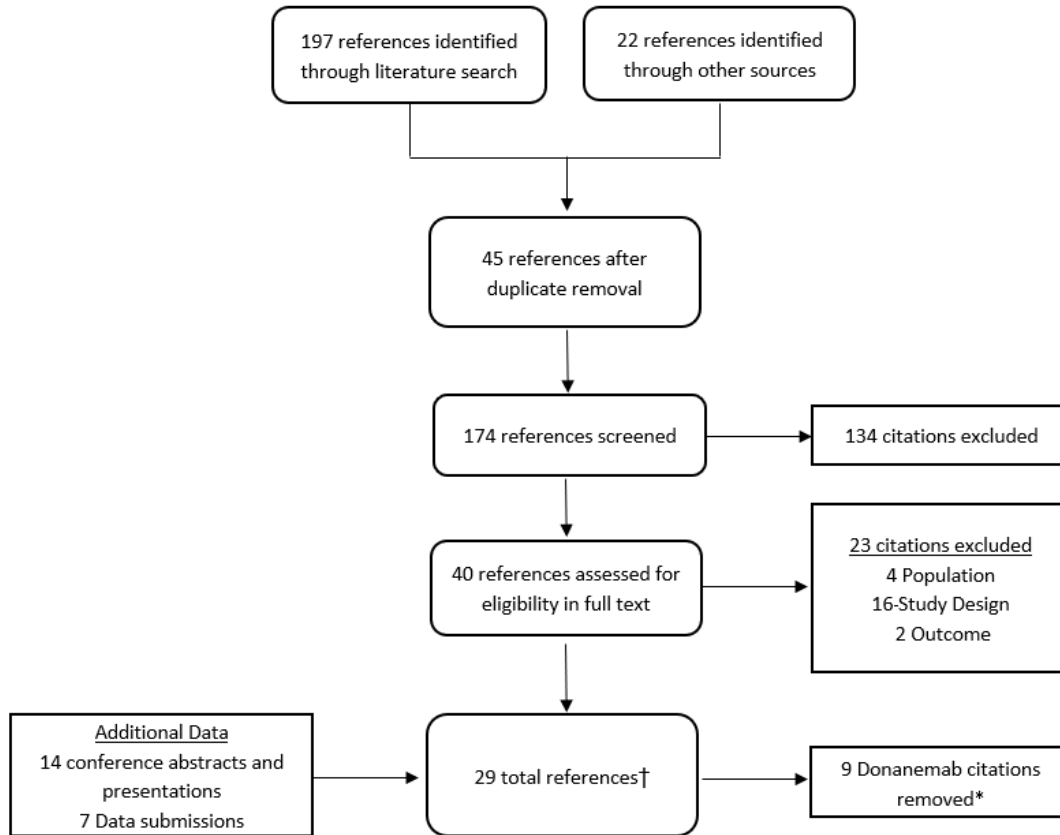 197 references identified
through literature search
22 references identified
through other sources
45 references after
duplicate removal
174 references screened
134 citations excluded
40 references assessed for
eligibility in full text
23 citations excluded
4 Population
16-Study Design
2 Outcome
Additional Data
14 conference abstracts and
presentations
7 Data submissions
29 total references†
9 Donanemab citations
removed*